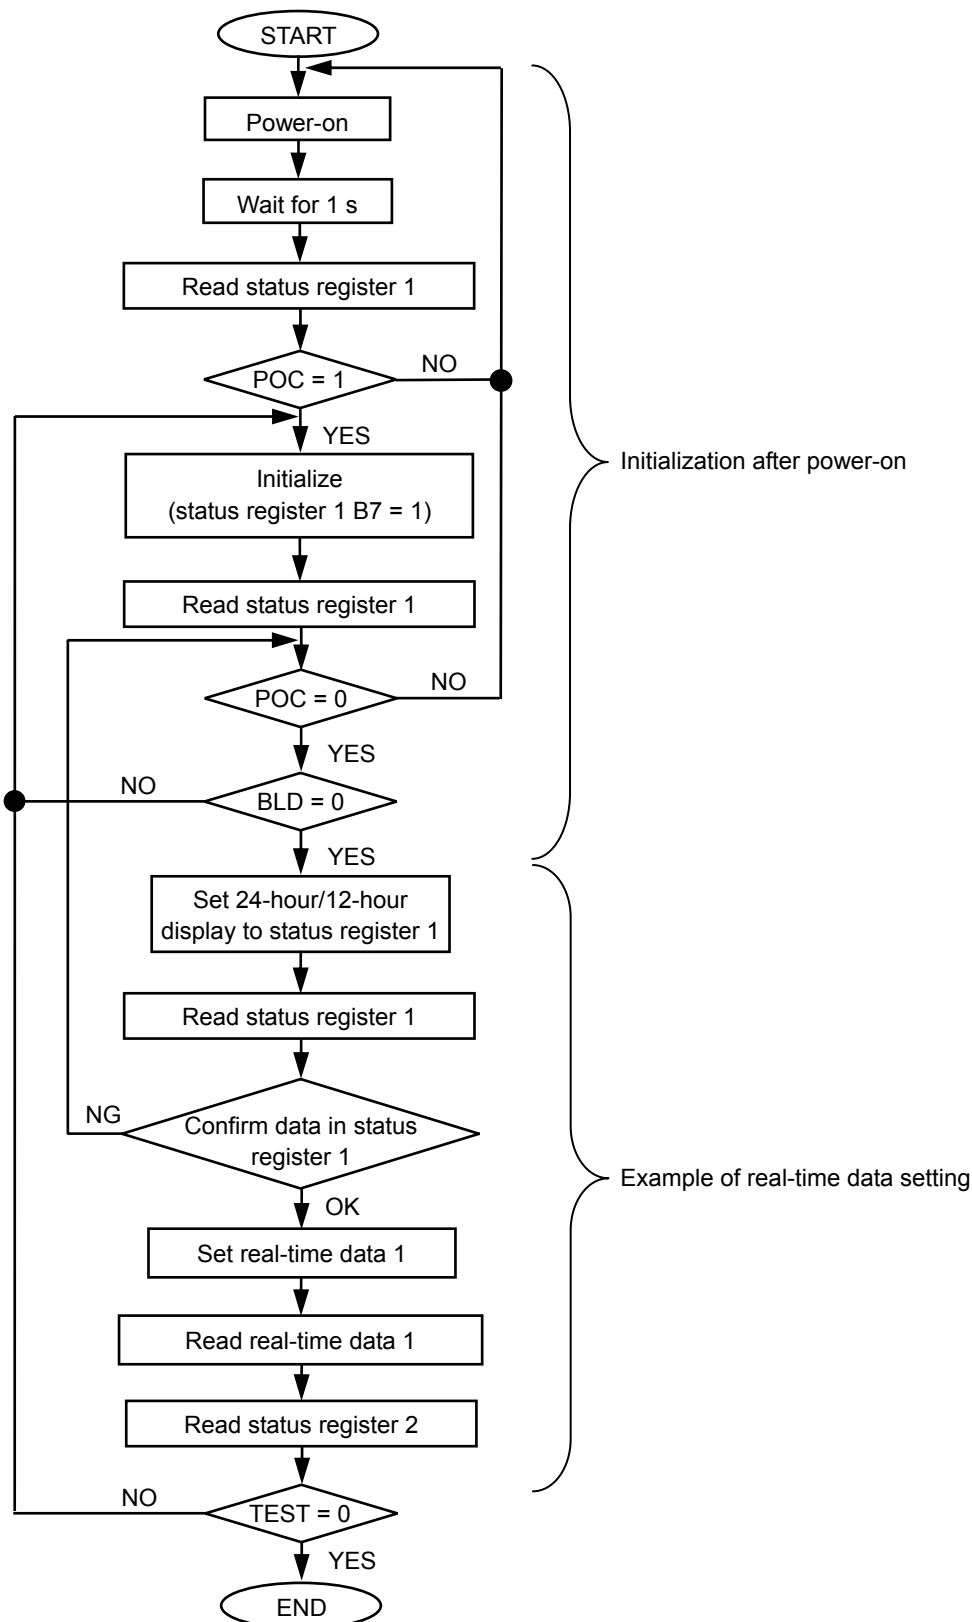 START
Power-on
Wait for 1 s
Read status register 1
POC = 1
NO
YES
Initialize
(status register 1 B7 = 1)
Initialization after power-on
Read status register 1
POC = 0
NO
YES
BLD = 0
NO
YES
Set 24-hour/12-hour
display to status register 1
Read status register 1
NG
Confirm data in status
register 1
Example of real-time data setting
OK
Set real-time data 1
Read real-time data 1
Read status register 2
NO
TEST = 0
YES
END